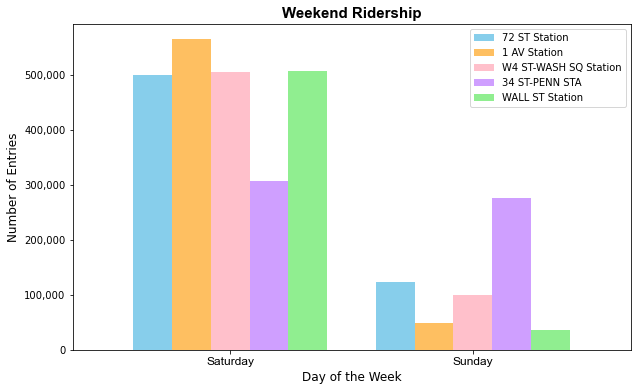 Weekend Ridership
72 ST Station
1 AV Station
W4 ST-WASH SQ Station
34 ST-PENN STA
WALL ST Station
Number of Entries
500,000
400,000
300,000
200,000
100,000
0
Saturday
Sunday
Day of the Week